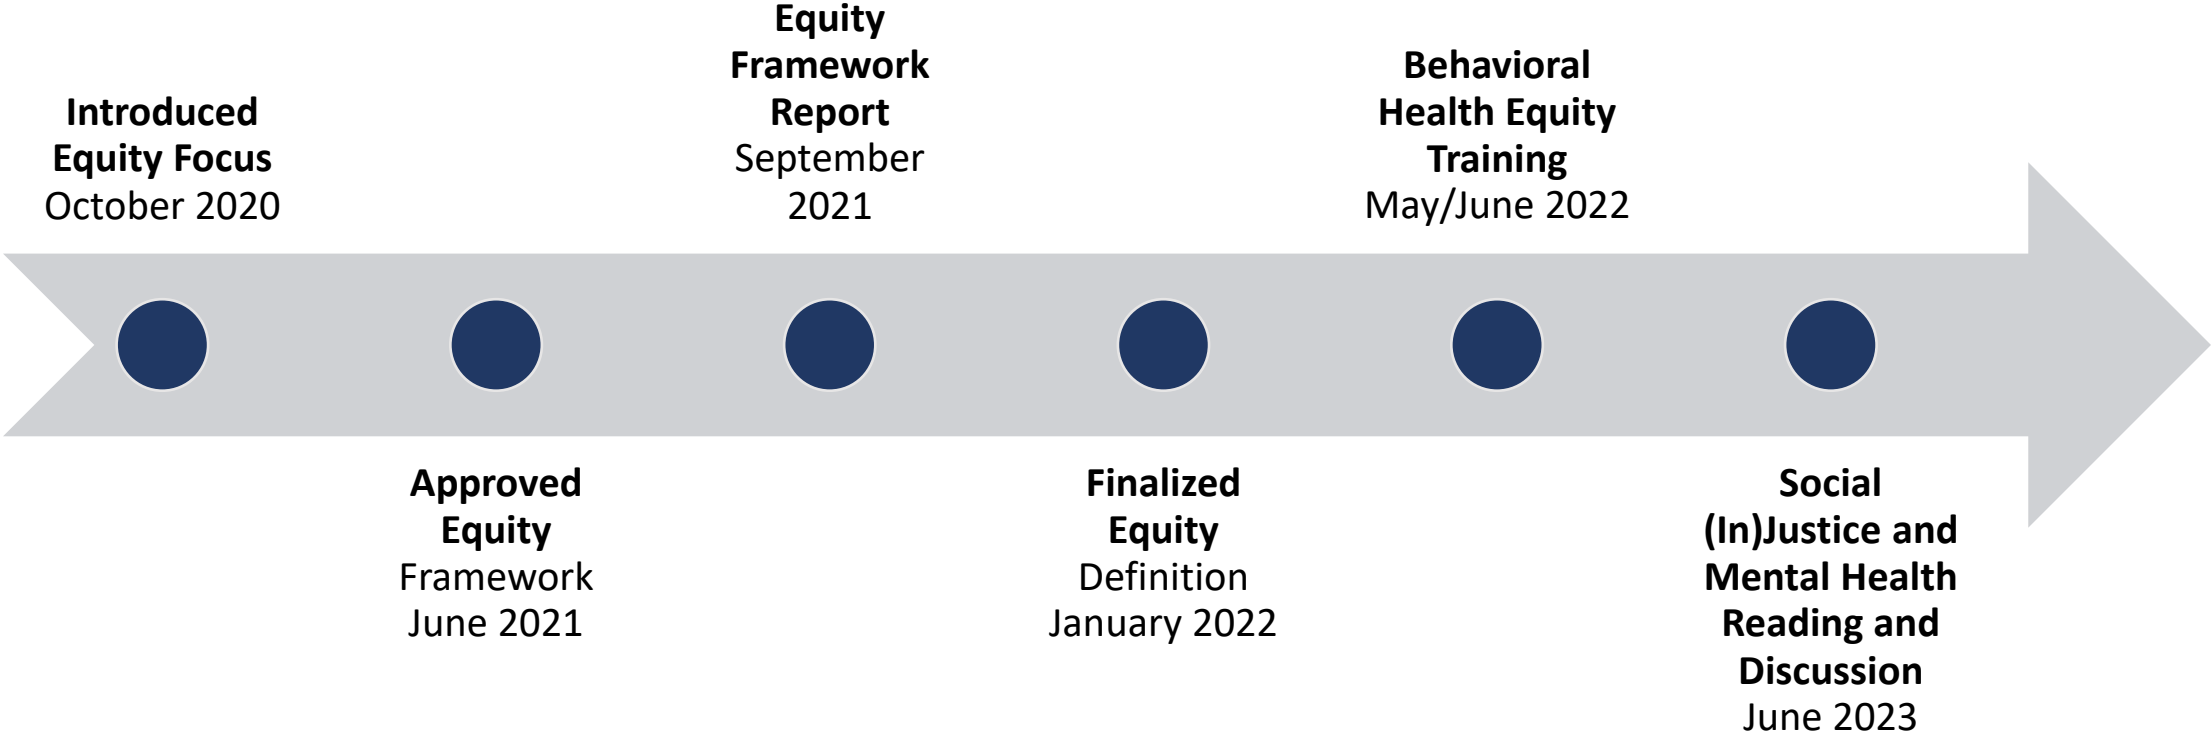 Introduced
Equity Focus
October 2020
Approved
Equity
Framework
June 2021
Equity
Framework
Report
September
2021
Finalized
Equity
Definition
January 2022
Behavioral
Health Equity
Training
May/June 2022
Social
(In)Justice and
Mental Health
Reading and
Discussion
June 2023